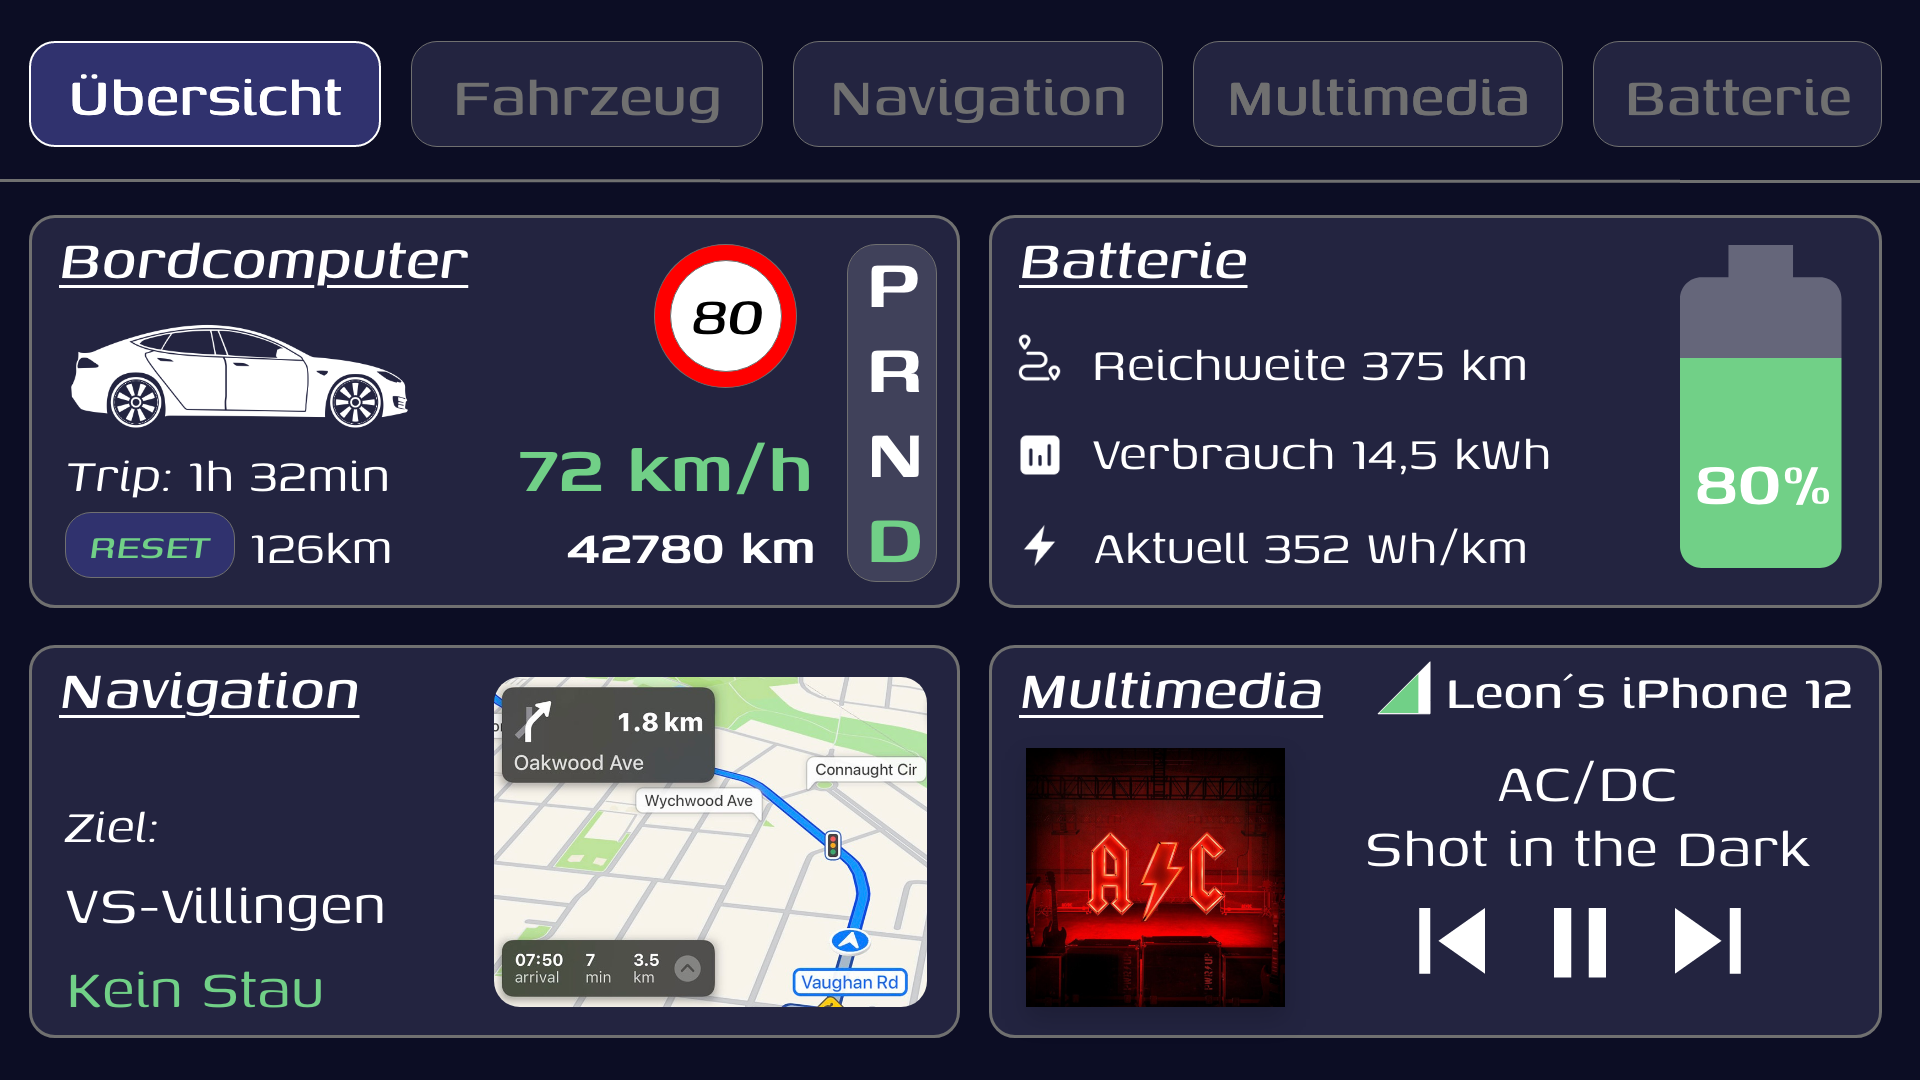 Übersicht
Fahrzeug
Navigation
Multimedia
Batterie
Bordcomputer
80
P
R
N
D
Trip: 1h 32min
72 km/h
RESET
126km
42780 km
Batterie
Reichweite 375 km
Verbrauch 14,5 kWh
Aktuell 352 Wh/km
80%
Navigation
Ziel:
VS-Villingen
Kein Stau
1.8 km
Oakwood Ave
Connaught Cir
Wychwood Ave
07:50 7 3.5
arrival min km
Vaughan Rd
Multimedia
Leon´s iPhone 12
A C
AC/DC
Shot in the Dark